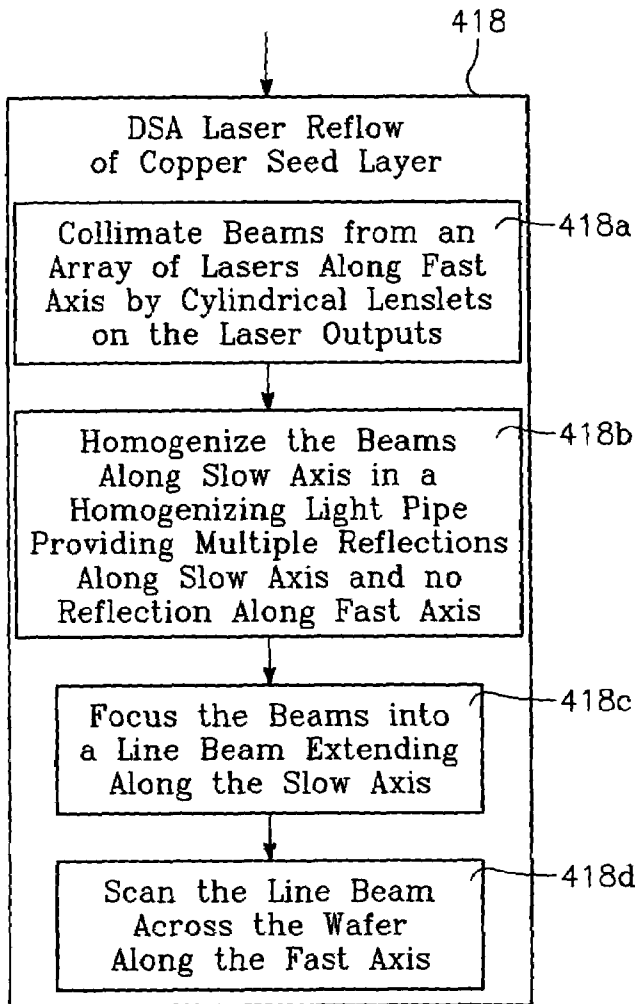 418
DSA Laser Reflow
of Copper Seed Layer
418a
Collimate Beams from an
Array of Lasers Along Fast
Axis by Cylindrical Lenslets
on the Laser Outputs
418b
Homogenize the Beams
Along Slow Axis in a
Homogenizing Light Pipe
Providing Multiple Reflections
Along Slow Axis and no
Reflection Along Fast Axis
418c
Focus the Beams into
a Line Beam Extending
Along the Slow Axis
418d
Scan the Line Beam
Across the Wafer
Along the Fast Axis